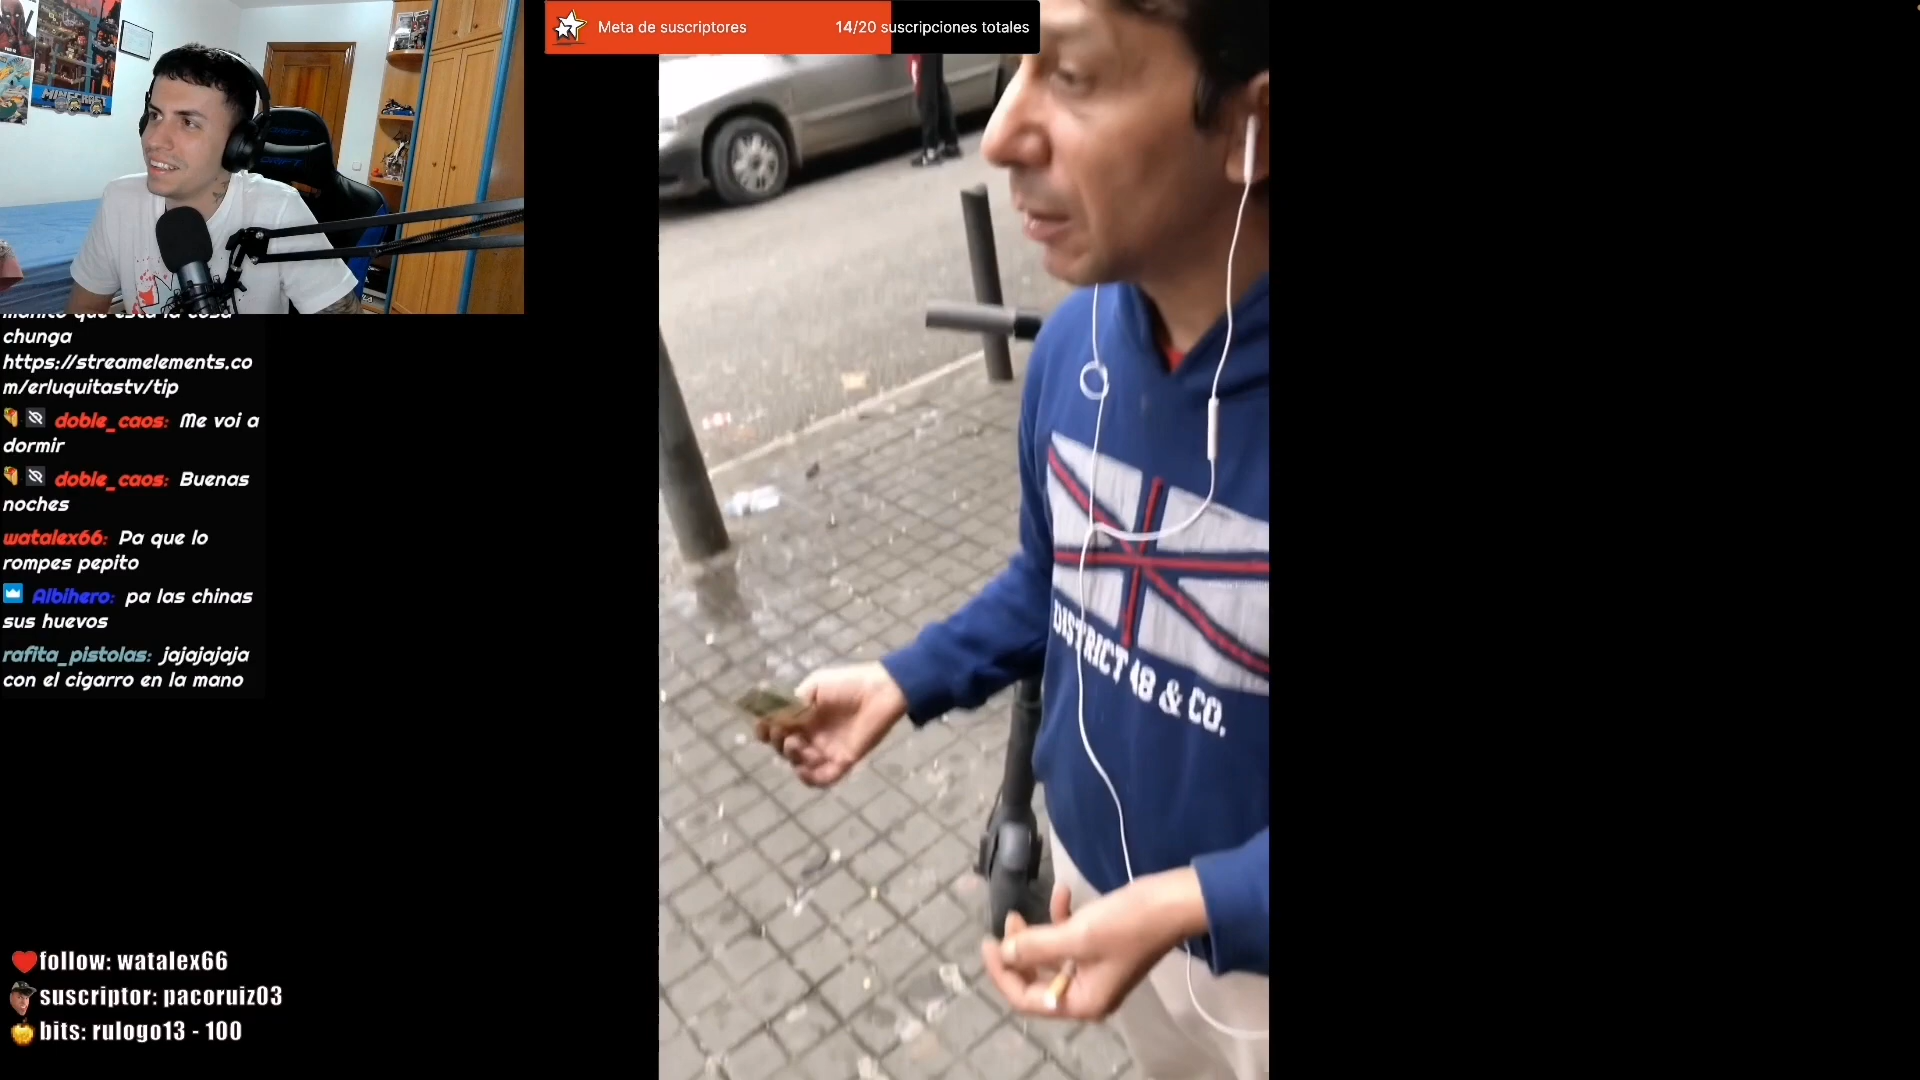 MINECRAFT
Meta de suscriptores
14/20 suscripciones totales
chunga
https://streamelements.co
m/erluquitastv/tip
doble_caos: Me voi a
dormir
doble_caos: Buenas
noches
watalex66: Pa que lo
rompes pepito
Albihero: pa las chinas
sus huevos
rafita_pistolas: jajajajaja
con el cigarro en la mano
DISTRICT 48 & CO.
follow: watalex66
suscriptor: pacoruiz03
bits: rulogo13 - 100